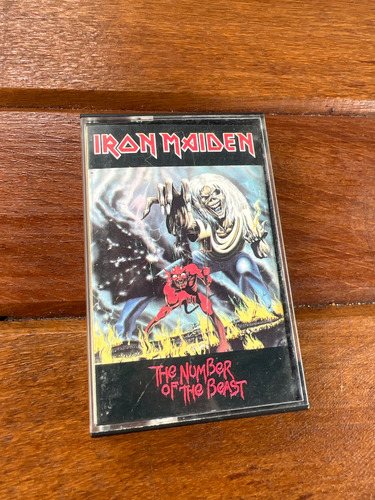 IRON MAIDEN
THE NUMBER
OF THE BEAST